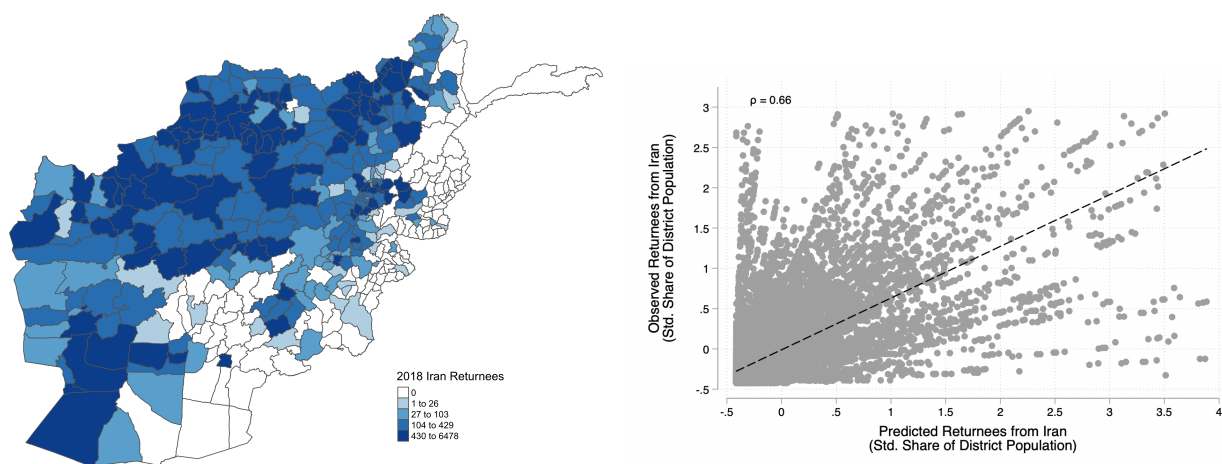 2018 Iran Returnees
0
1 to 26
27 to 103
104 to 429
430 to 6478
ρ = 0.66
Observed Returnees from Iran
(Std. Share of District Population)
3
2.5
2
1.5
1
.5
0
-.5
-.5
0
.5
1
1.5
2
2.5
3
3.5
4
Predicted Returnees from Iran
(Std. Share of District Population)